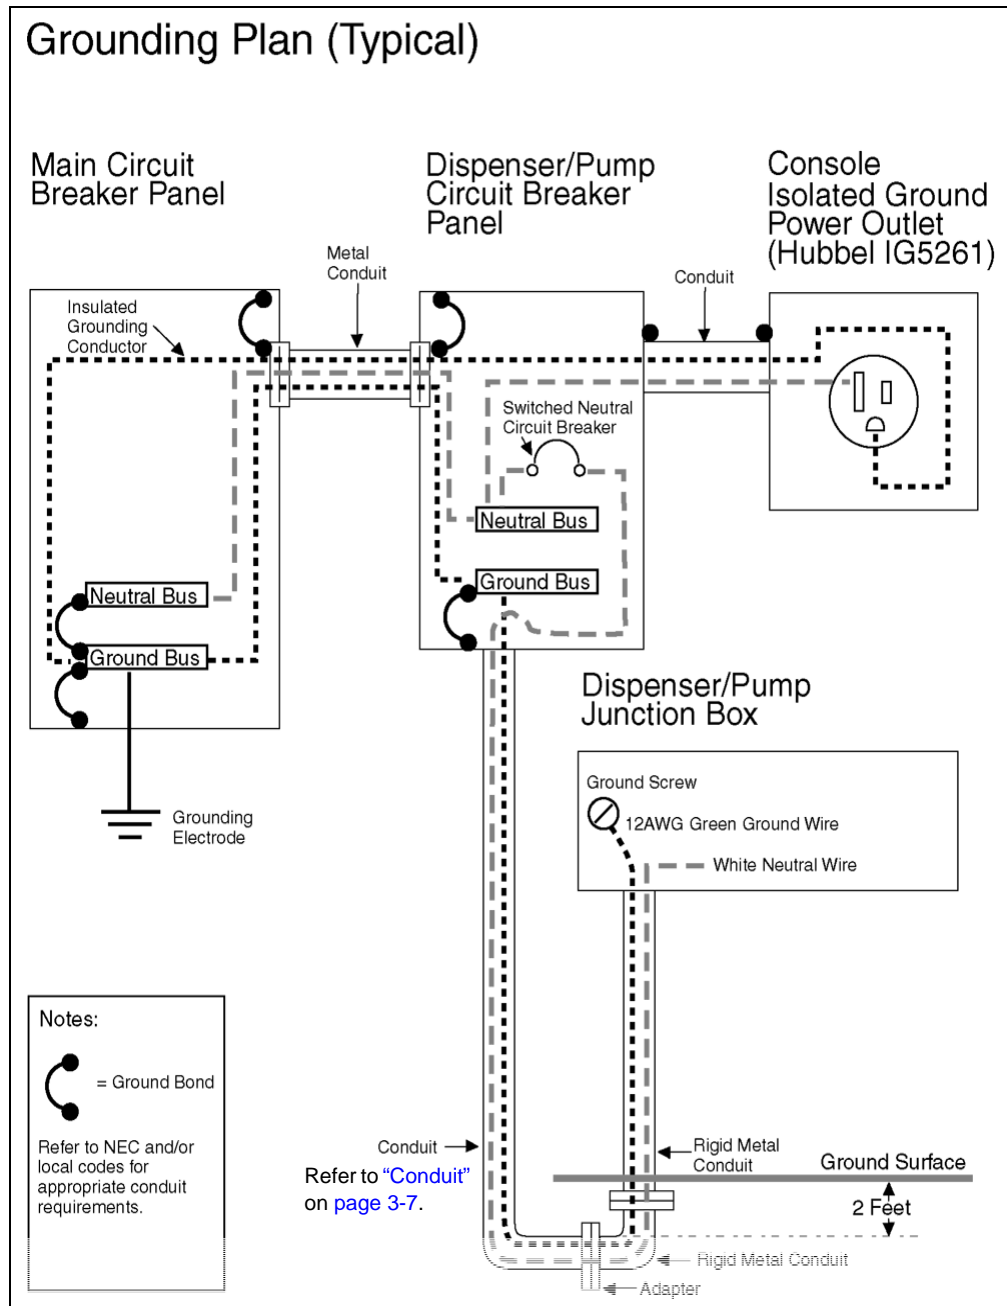 Grounding Plan (Typical)
Main Circuit
Breaker Panel
Dispenser/Pump
Circuit Breaker
Panel
Console
Isolated Ground
Power Outlet
(Hubbel IG5261)
Metal
Conduit
Conduit
Insulated
Grounding
Conductor
Switched Neutral
Circuit Breaker
Neutral Bus
Ground Bus
Neutral Bus
Ground Bus
Grounding
Electrode
Dispenser/Pump
Junction Box
Ground Screw
12AWG Green Ground Wire
White Neutral Wire
Notes:
= Ground Bond
Refer to NEC and/or
local codes for
appropriate conduit
requirements.
Conduit
Refer to “Conduit”
on page 3-7.
Rigid Metal
Conduit
Ground Surface
2 Feet
Rigid Metal Conduit
Adapter